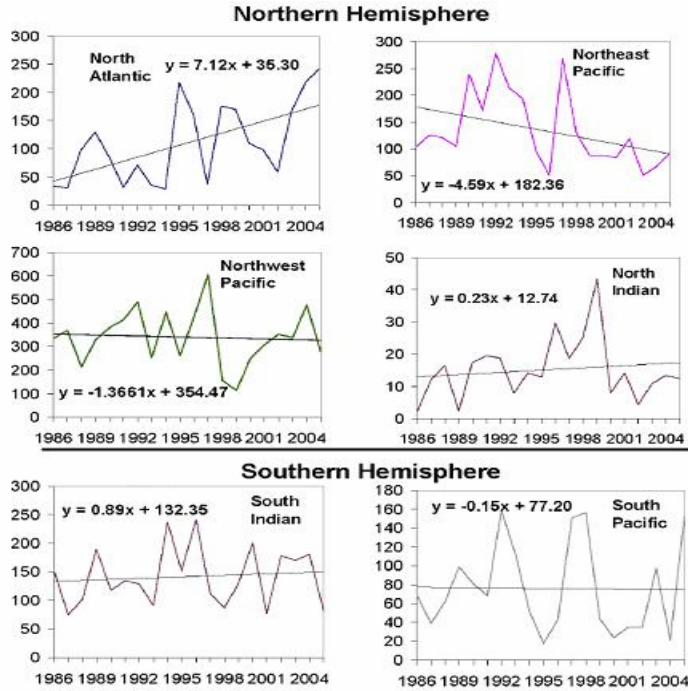 Northern Hemisphere
300
250
200
150
100
50
0
North
Atlantic
y = 7.12x + 35.30
1986 1989 1992 1995 1998 2001 2004
300
250
200
150
100
50
0
Northeast
Pacific
y = -4.59x + 182.36
1986 1989 1992 1995 1998 2001 2004
700
600
500
400
300
200
100
0
Northwest
Pacific
y = -1.3661x + 354.47
1986 1989 1992 1995 1998 2001 2004
50
40
30
20
10
0
North
Indian
y = 0.23x + 12.74
1986 1989 1992 1995 1998 2001 2004
Southern Hemisphere
300
250
200
150
100
50
0
y = 0.89x + 132.35
South
Indian
1986 1989 1992 1995 1998 2001 2004
180
160
140
120
100
80
60
40
20
0
y = -0.15x + 77.20
South
Pacific
1986 1989 1992 1995 1998 2001 2004